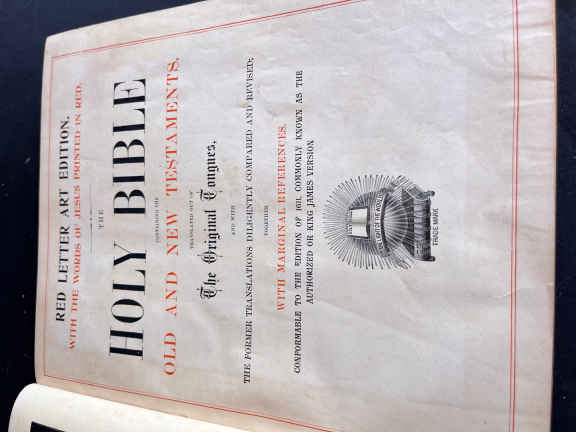 RED LETTER ART EDITION.
WITH THE WORDS OF JESUS PRINTED IN RED.
THE
HOLY BIBLE
CONTAINING THE
OLD AND NEW TESTAMENTS,
TRANSLATED OUT OF
The Original Tongues,
AND WITH
THE FORMER TRANSLATIONS DILIGENTLY COMPARED AND REVISED;
TOGETHER
WITH MARGINAL REFERENCES.
CONFORMABLE TO THE EDITION OF 1611, COMMONLY KNOWN AS THE
AUTHORIZED OR KING JAMES VERSION
TRADE MARK